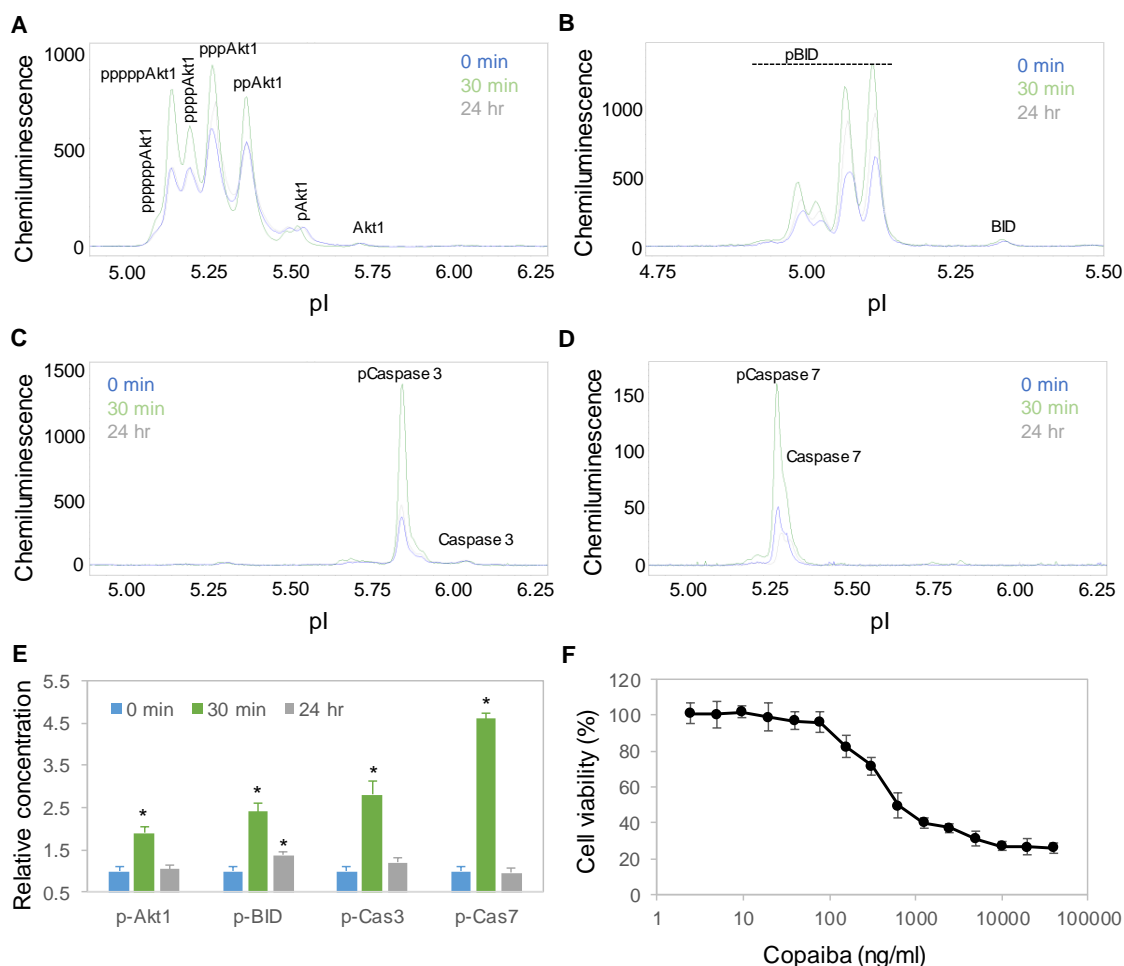 A
Chemiluminescence
1000
500
0
ppppppAkt1
pppppAkt1
ppppAkt1
pppAkt1
ppAkt1
pAkt1
Akt1
0 min
30 min
24 hr
5.00 5.25 5.50 5.75 6.00 6.25
pI
B
Chemiluminescence
1000
500
0
pBID
BID
0 min
30 min
24 hr
4.75 5.00 5.25 5.50
pI
C
Chemiluminescence
1500
1000
500
0
0 min
30 min
24 hr
pCaspase 3
Caspase 3
5.00 5.25 5.50 5.75 6.00 6.25
pI
D
Chemiluminescence
150
100
50
0
pCaspase 7
Caspase 7
0 min
30 min
24 hr
5.00 5.25 5.50 5.75 6.00 6.25
pI
E
Relative concentration
5.5
4.5
3.5
2.5
1.5
0.5
0 min 30 min 24 hr
* * * * *
p-Akt1 p-BID p-Cas3 p-Cas7
F
Cell viability (%)
120
100
80
60
40
20
0
1 10 100 1000 10000 100000
Copaiba (ng/ml)